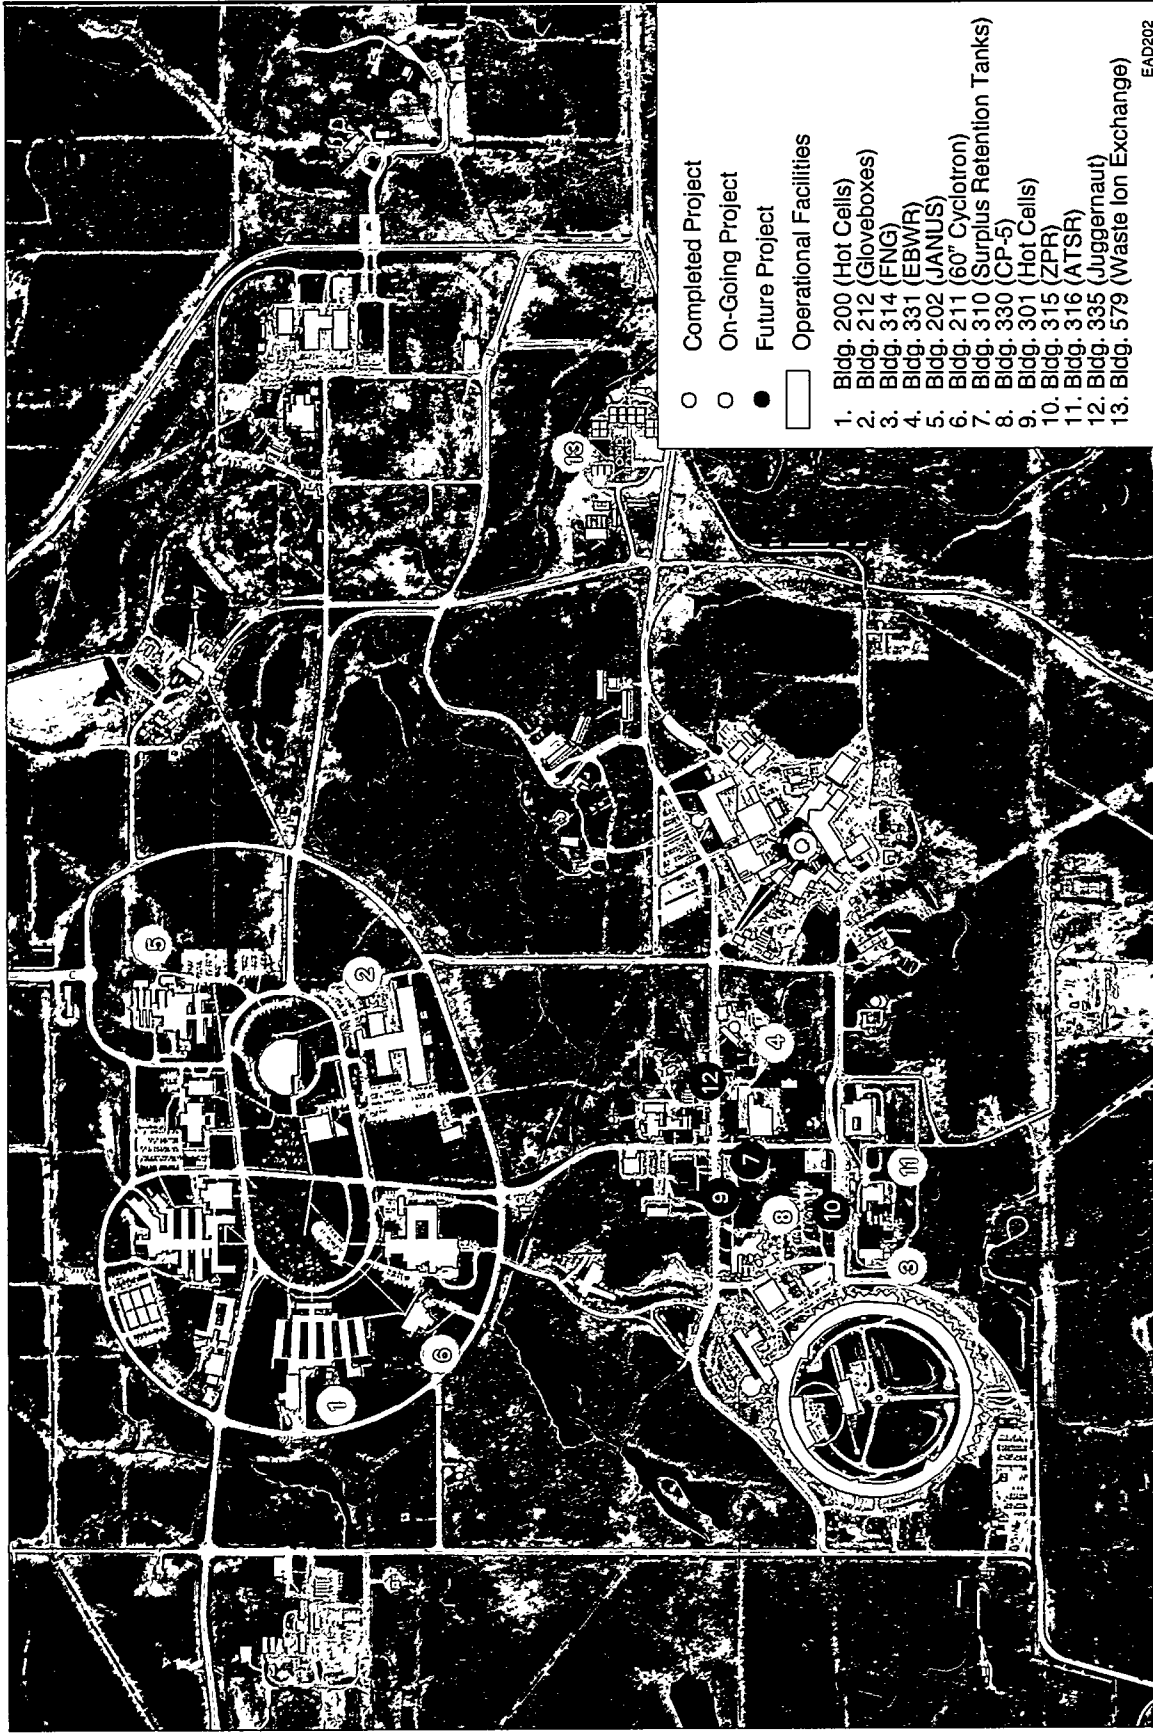 Completed Project
On-Going Project
Future Project
Operational Facilities
1. Bldg. 200 (Hot Cells)
2. Bldg. 212 (Gloveboxes)
3. Bldg. 314 (FNG)
4. Bldg. 331 (EBWR)
5. Bldg. 202 (JANUS)
6. Bldg. 211 (60" Cyclotron)
7. Bldg. 310 (Surplus Retention Tanks)
8. Bldg. 330 (CP-5)
9. Bldg. 301 (Hot Cells)
10. Bldg. 315 (ZPR)
11. Bldg. 316 (ATSR)
12. Bldg. 335 (Juggernaut)
13. Bldg. 579 (Waste Ion Exchange)
EAD202
5
2
1
6
13
12
4
9
7
8
10
11
3